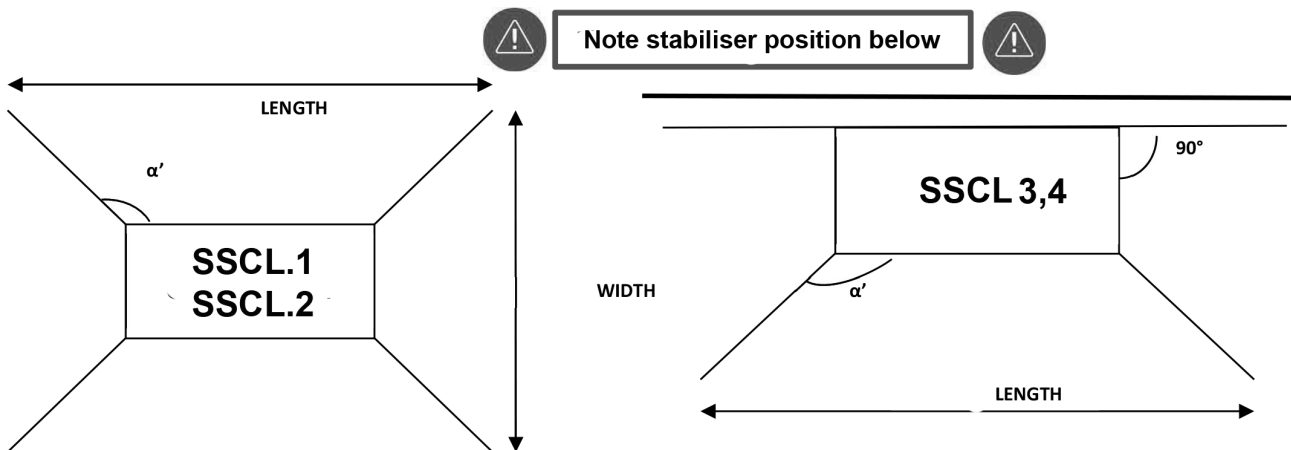 Note stabiliser position below
LENGTH
α’
SSCL.1
SSCL.2
WIDTH
90°
SSCL 3,4
α’
LENGTH